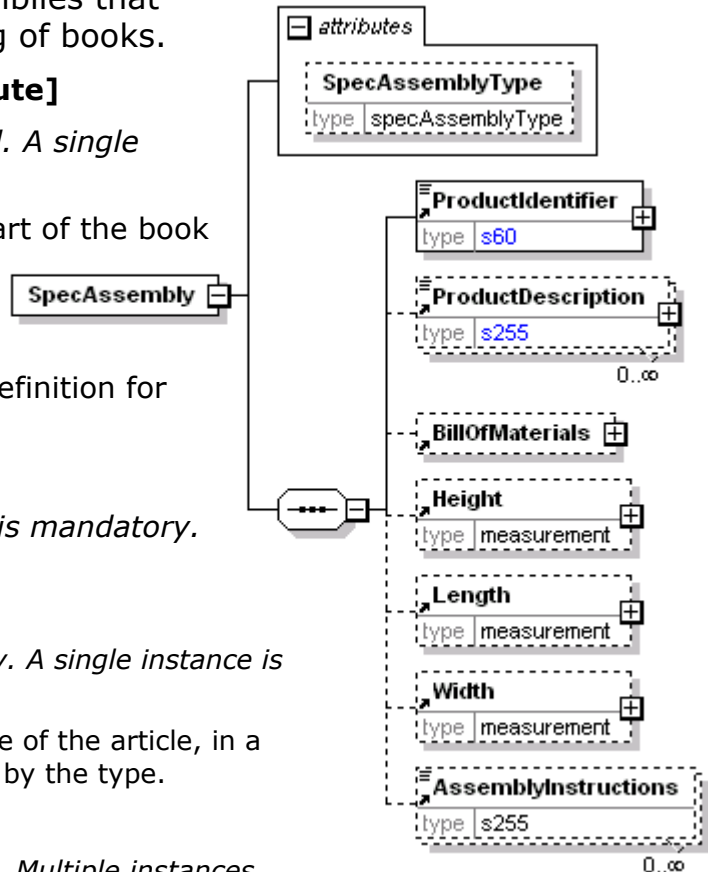 that
g of books.
ute]
l. A single
art of the book
efinition for
is mandatory.
y. A single instance is
e of the article, in a
by the type.
. Multiple instances
attributes
SpecAssemblyType
type specAssemblyType
SpecAssembly
ProductIdentifier
type s60
ProductDescription
type s255
0..∞
BillOfMaterials
Height
type measurement
Length
type measurement
Width
type measurement
AssemblyInstructions
type s255
0..∞